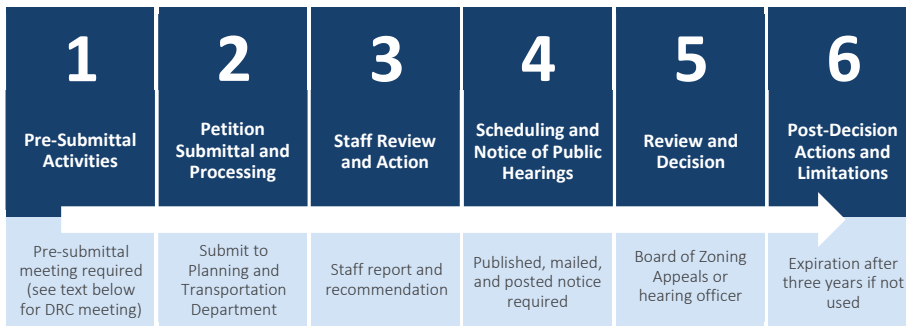 1
Pre-Submittal
Activities
Pre-submittal
meeting required
(see text below
for DRC meeting)
2
Petition
Submittal and
Processing
Submit to
Planning and
Transportation
Department
3
Staff Review
and Action
Staff report and
recommendation
4
Scheduling and
Notice of Public
Hearings
Published, mailed,
and posted notice
required
5
Review and
Decision
Board of Zoning
Appeals or
hearing officer
6
Post-Decision
Actions and
Limitations
Expiration after
three years if not
used